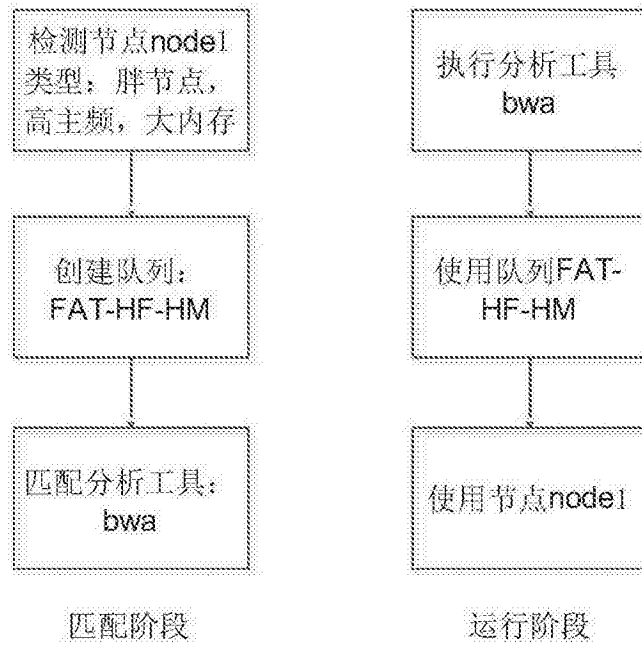 检测节点node1
类型：胖节点，
高主频，大内存
创建队列：
FAT-HF-HM
匹配分析工具：
bwa
匹配阶段
执行分析工具
bwa
使用队列FAT-
HF-HM
使用节点node1
运行阶段